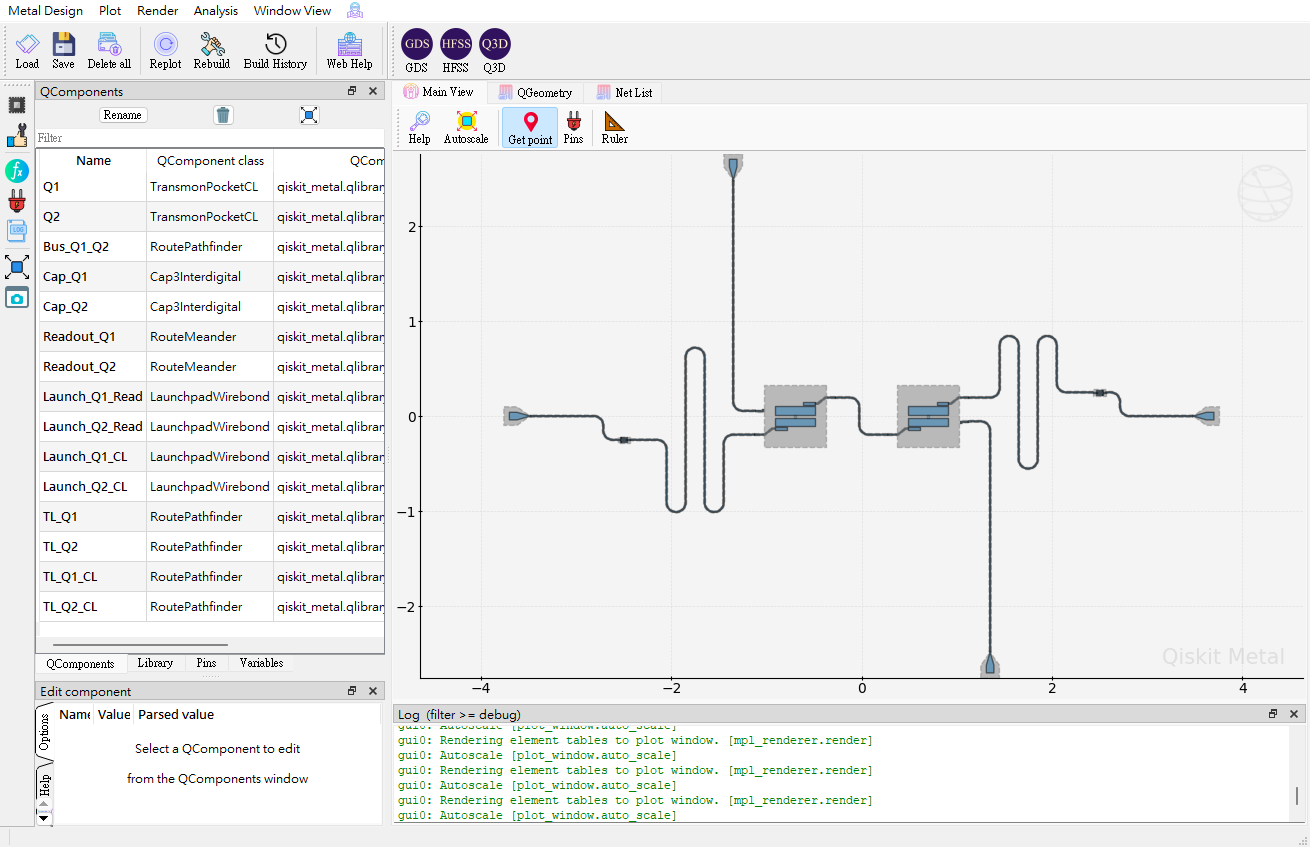 Metal Design Plot Render Analysis Window View
Load Save Delete all Replot Rebuild Build History Web Help
GDS HFSS Q3D
GDS HFSS Q3D
QComponents
Rename
Filter
Name QComponent class QCom
Q1 TransmonPocketCL qiskit_metal.qlibrar
Q2 TransmonPocketCL qiskit_metal.qlibrar
Bus_Q1_Q2 RoutePathfinder qiskit_metal.qlibrar
Cap_Q1 Cap3Interdigital qiskit_metal.qlibrar
Cap_Q2 Cap3Interdigital qiskit_metal.qlibrar
Readout_Q1 RouteMeander qiskit_metal.qlibrar
Readout_Q2 RouteMeander qiskit_metal.qlibrar
Launch_Q1_Read LaunchpadWirebond qiskit_metal.qlibrar
Launch_Q2_Read LaunchpadWirebond qiskit_metal.qlibrar
Launch_Q1_CL LaunchpadWirebond qiskit_metal.qlibrar
Launch_Q2_CL LaunchpadWirebond qiskit_metal.qlibrar
TL_Q1 RoutePathfinder qiskit_metal.qlibrar
TL_Q2 RoutePathfinder qiskit_metal.qlibrar
TL_Q1_CL RoutePathfinder qiskit_metal.qlibrar
TL_Q2_CL RoutePathfinder qiskit_metal.qlibrar
QComponents Library Pins Variables
LOG
Edit component
Options
Help
Name Value Parsed value
Select a QComponent to edit
from the QComponents window
Main View QGeometry Net List
Help Autoscale Get point Pins Ruler
2
1
0
−1
−2
−4 −2 0 2 4
Qiskit Metal
Log (filter >= debug)
gui0: Autoscale [plot_window.auto_scale]
gui0: Rendering element tables to plot window. [mpl_renderer.render]
gui0: Autoscale [plot_window.auto_scale]
gui0: Rendering element tables to plot window. [mpl_renderer.render]
gui0: Autoscale [plot_window.auto_scale]
gui0: Rendering element tables to plot window. [mpl_renderer.render]
gui0: Autoscale [plot_window.auto_scale]